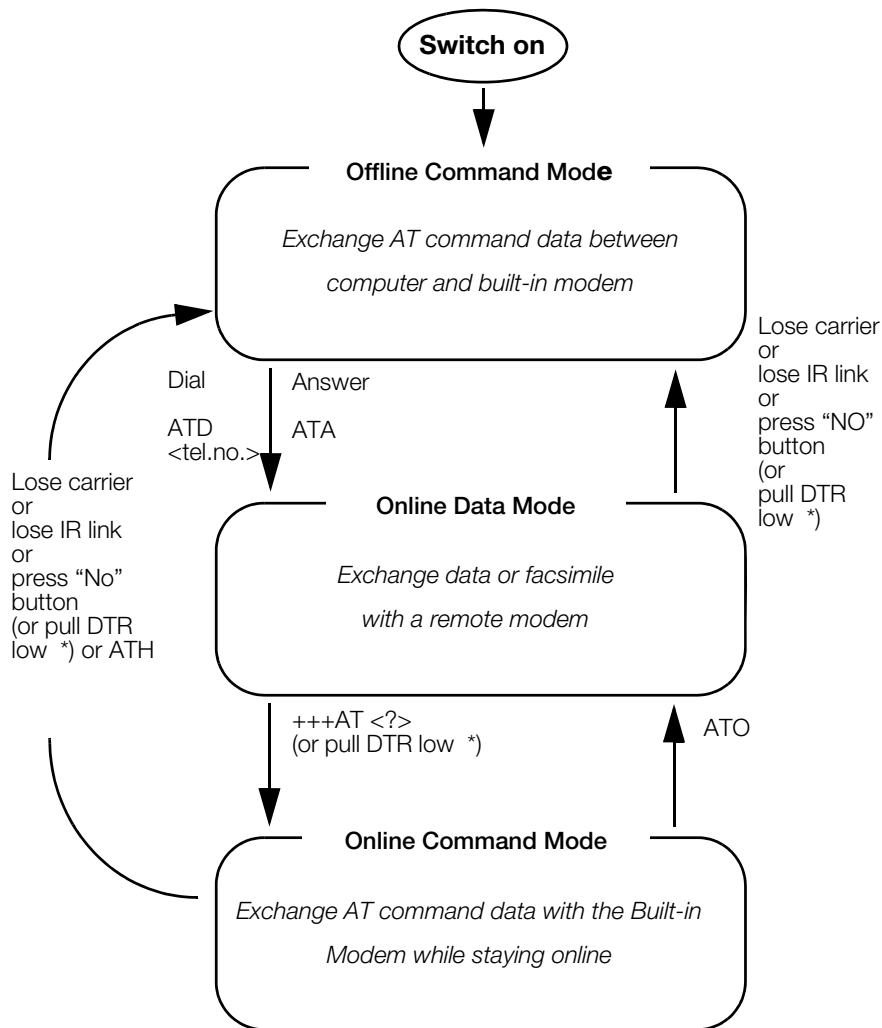 Switch on
Offline Command Mode
Exchange AT command data between
computer and built-in modem
Lose carrier
or
lose IR link
or
press “NO”
button
(or
pull DTR
low *)
Dial
ATD
<tel.no.>
Answer
ATA
Lose carrier
or
lose IR link
or
press “No”
button
(or pull DTR
low *) or ATH
Online Data Mode
Exchange data or facsimile
with a remote modem
+++AT <?>
(or pull DTR low *)
ATO
Online Command Mode
Exchange AT command data with the Built-in
Modem while staying online